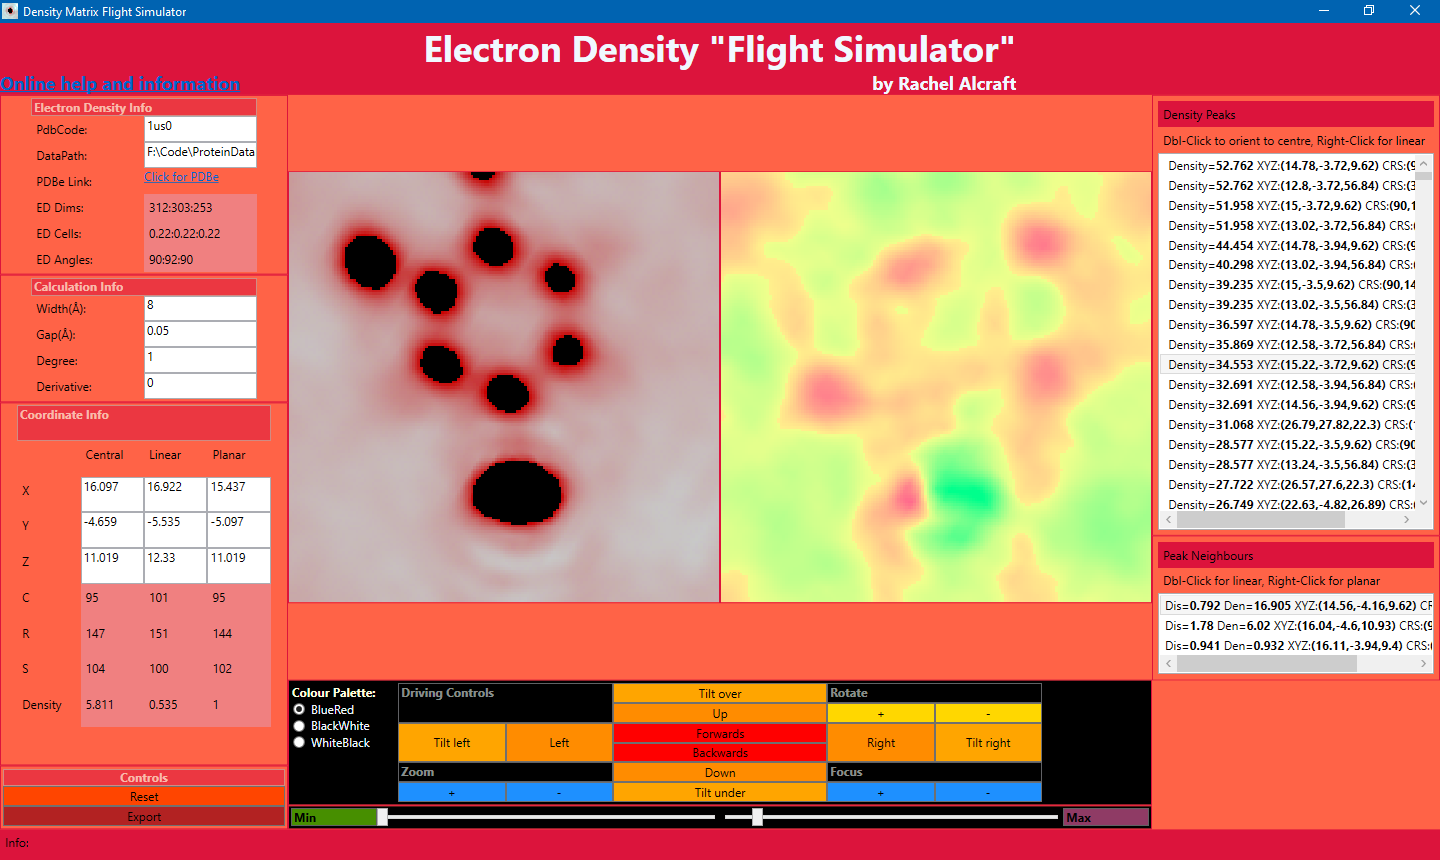 Density Matrix Flight Simulator
Electron Density "Flight Simulator"
Online help and information
by Rachel Alcraft
Electron Density Info
PdbCode: 1us0
DataPath: F:\Code\ProteinData
PDBe Link: Click for PDBe
ED Dims: 312:303:253
ED Cells: 0.22:0.22:0.22
ED Angles: 90:92:90
Calculation Info
Width(Å): 8
Gap(Å): 0.05
Degree: 1
Derivative: 0
Coordinate Info
Central Linear Planar
X 16.097 16.922 15.437
Y -4.659 -5.535 -5.097
Z 11.019 12.33 11.019
C 95 101 95
R 147 151 144
S 104 100 102
Density 5.811 0.535 1
Controls
Reset
Export
Colour Palette:
BlueRed
BlackWhite
WhiteBlack
Driving Controls
Tilt over
Rotate
Up
+ -
Tilt left Left
Forwards
Backwards
Right Tilt right
Zoom
Down
Focus
+ -
Tilt under
+ -
Min
Max
Density Peaks
Dbl-Click to orient to centre, Right-Click for linear
Density=52.762 XYZ:(14.78,-3.72,9.62) CRS:(9
Density=52.762 XYZ:(12.8,-3.72,56.84) CRS:(3
Density=51.958 XYZ:(15,-3.72,9.62) CRS:(90,1
Density=51.958 XYZ:(13.02,-3.72,56.84) CRS:(
Density=44.454 XYZ:(14.78,-3.94,9.62) CRS:(9
Density=40.298 XYZ:(13.02,-3.94,56.84) CRS:(
Density=39.235 XYZ:(15,-3.5,9.62) CRS:(90,14
Density=39.235 XYZ:(13.02,-3.5,56.84) CRS:(3
Density=36.597 XYZ:(14.78,-3.5,9.62) CRS:(90
Density=35.869 XYZ:(12.58,-3.72,56.84) CRS:(
Density=34.553 XYZ:(15.22,-3.72,9.62) CRS:(9
Density=32.691 XYZ:(12.58,-3.94,56.84) CRS:(
Density=32.691 XYZ:(14.56,-3.94,9.62) CRS:(9
Density=31.068 XYZ:(26.79,27.82,22.3) CRS:(1
Density=28.577 XYZ:(15.22,-3.5,9.62) CRS:(90
Density=28.577 XYZ:(13.24,-3.5,56.84) CRS:(3
Density=27.722 XYZ:(26.57,27.6,22.3) CRS:(14
Density=26.749 XYZ:(22.63,-4.82,26.89) CRS:(
Peak Neighbours
Dbl-Click for linear, Right-Click for planar
Dis=0.792 Den=16.905 XYZ:(14.56,-4.16,9.62) CR
Dis=1.78 Den=6.02 XYZ:(16.04,-4.6,10.93) CRS:(9
Dis=0.941 Den=0.932 XYZ:(16.11,-3.94,9.4) CRS:(
Info: